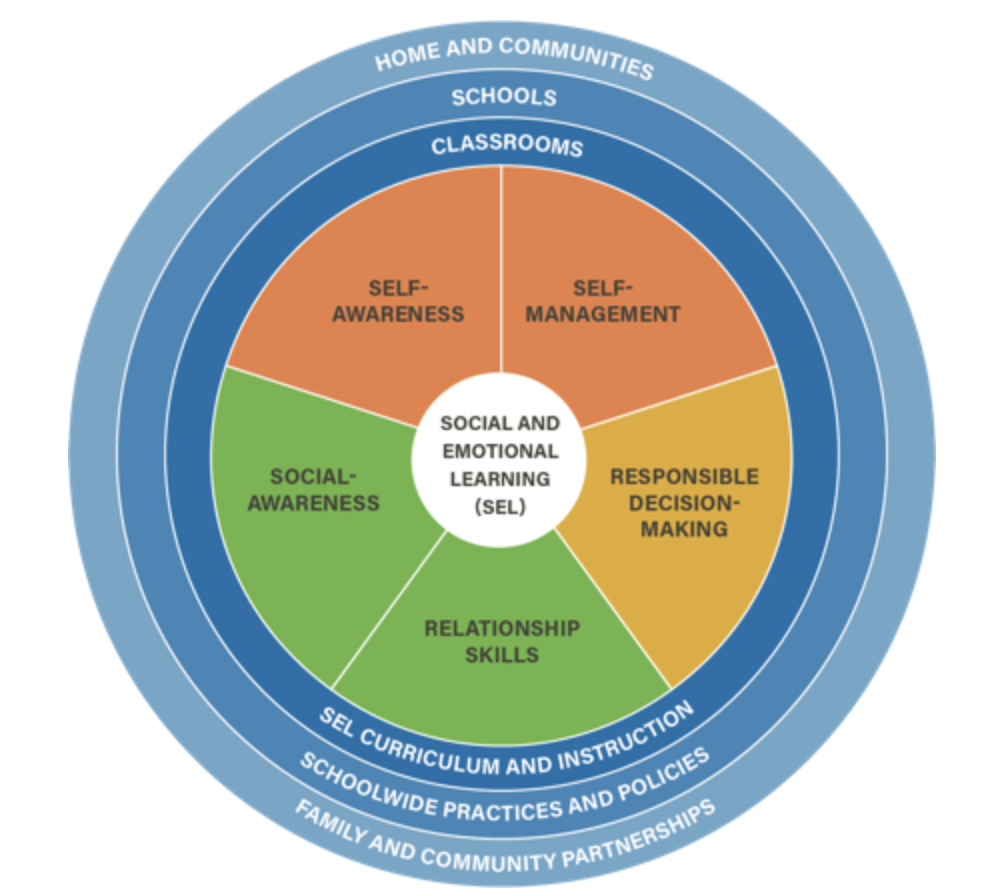 HOME AND COMMUNITIES
SCHOOLS
CLASSROOMS
SELF-
AWARENESS
SELF-
MANAGEMENT
SOCIAL AND
EMOTIONAL
LEARNING
(SEL)
SOCIAL-
AWARENESS
RESPONSIBLE
DECISION-
MAKING
RELATIONSHIP
SKILLS
SEL CURRICULUM AND INSTRUCTION
SCHOOLWIDE PRACTICES AND POLICIES
FAMILY AND COMMUNITY PARTNERSHIPS